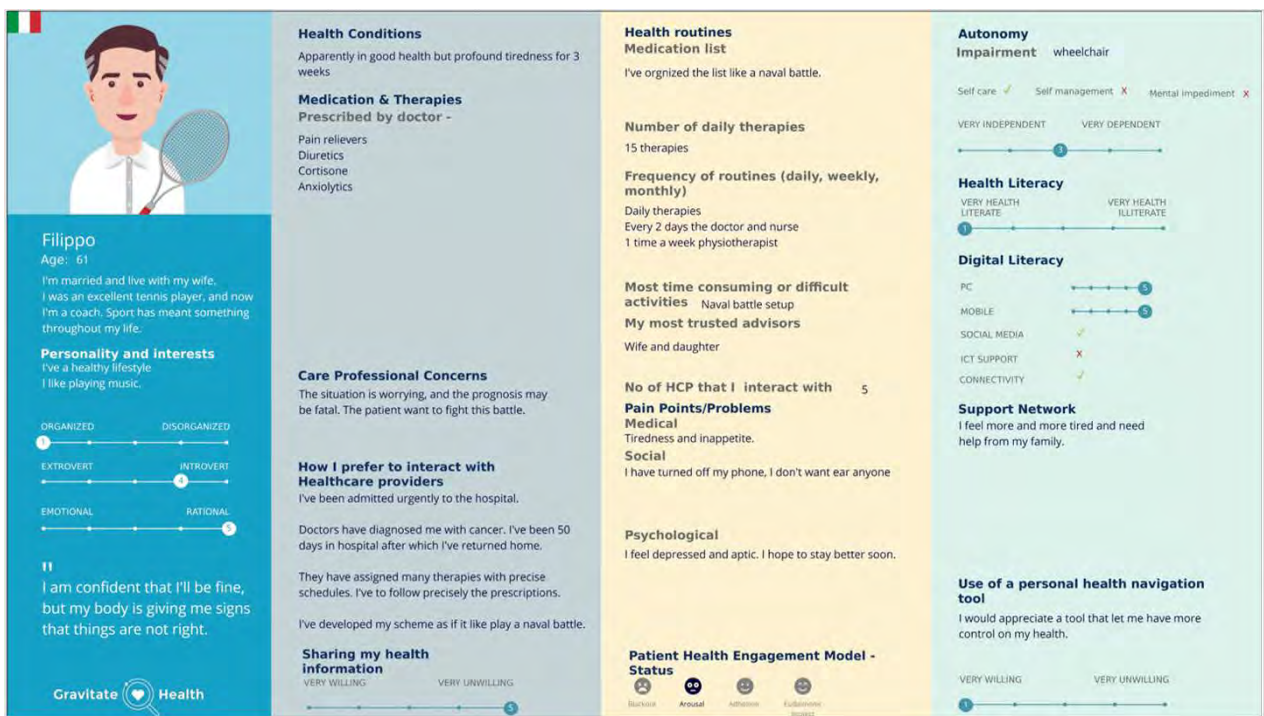 Filippo
Age: 61
I'm married and live with my wife.
I was an excellent tennis player, and now
I'm a coach. Sport has meant something
throughout my life.
Personality and interests
I've a healthy lifestyle
I like playing music.
ORGANIZED DISORGANIZED
1
EXTROVERT INTROVERT
4
EMOTIONAL RATIONAL
5
"
I am confident that I'll be fine,
but my body is giving me signs
that things are not right.
Gravitate Health
Health Conditions
Apparently in good health but profound tiredness for 3
weeks
Medication & Therapies
Prescribed by doctor -
Pain relievers
Diuretics
Cortisone
Anxiolytics
Care Professional Concerns
The situation is worrying, and the prognosis may
be fatal. The patient want to fight this battle.
How I prefer to interact with
Healthcare providers
I've been admitted urgently to the hospital.
Doctors have diagnosed me with cancer. I've been 50
days in hospital after which I've returned home.
They have assigned many therapies with precise
schedules. I've to follow precisely the prescriptions.
I've developed my scheme as if it like play a naval battle.
Sharing my health
information
VERY WILLING VERY UNWILLING
5
Health routines
Medication list
I've orgnized the list like a naval battle.
Number of daily therapies
15 therapies
Frequency of routines (daily, weekly,
monthly)
Daily therapies
Every 2 days the doctor and nurse
1 time a week physiotherapist
Most time consuming or difficult
activities Naval battle setup
My most trusted advisors
Wife and daughter
No of HCP that I interact with 5
Pain Points/Problems
Medical
Tiredness and inappetite.
Social
I have turned off my phone, I don't want ear anyone
Psychological
I feel depressed and aptic. I hope to stay better soon.
Patient Health Engagement Model -
Status
Blackout Arousal Adhesion Eudaimonic
project
Autonomy
Impairment wheelchair
Self care ✓ Self management X Mental impediment X
VERY INDEPENDENT VERY DEPENDENT
3
Health Literacy
VERY HEALTH VERY HEALTH
LITERATE ILLITERATE
1
Digital Literacy
PC 5
MOBILE 5
SOCIAL MEDIA ✓
ICT SUPPORT X
CONNECTIVITY ✓
Support Network
I feel more and more tired and need
help from my family.
Use of a personal health navigation
tool
I would appreciate a tool that let me have more
control on my health.
VERY WILLING VERY UNWILLING
1